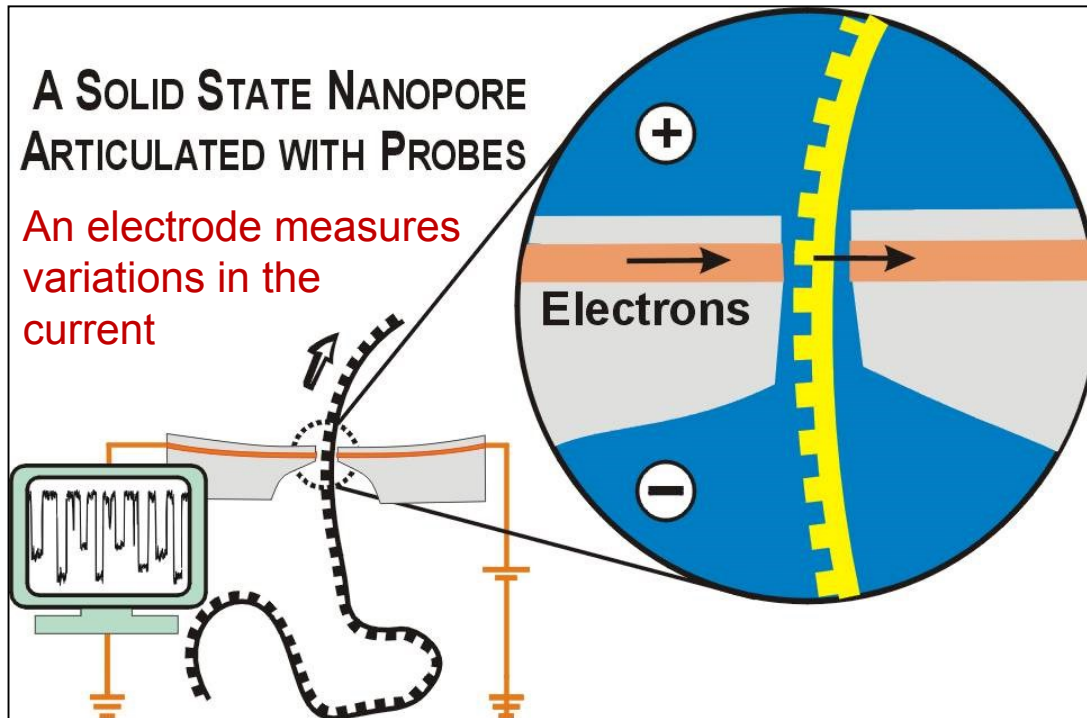 A SOLID STATE NANOPORE
ARTICULATED WITH PROBES
An electrode measures
variations in the
current
+
Electrons
−